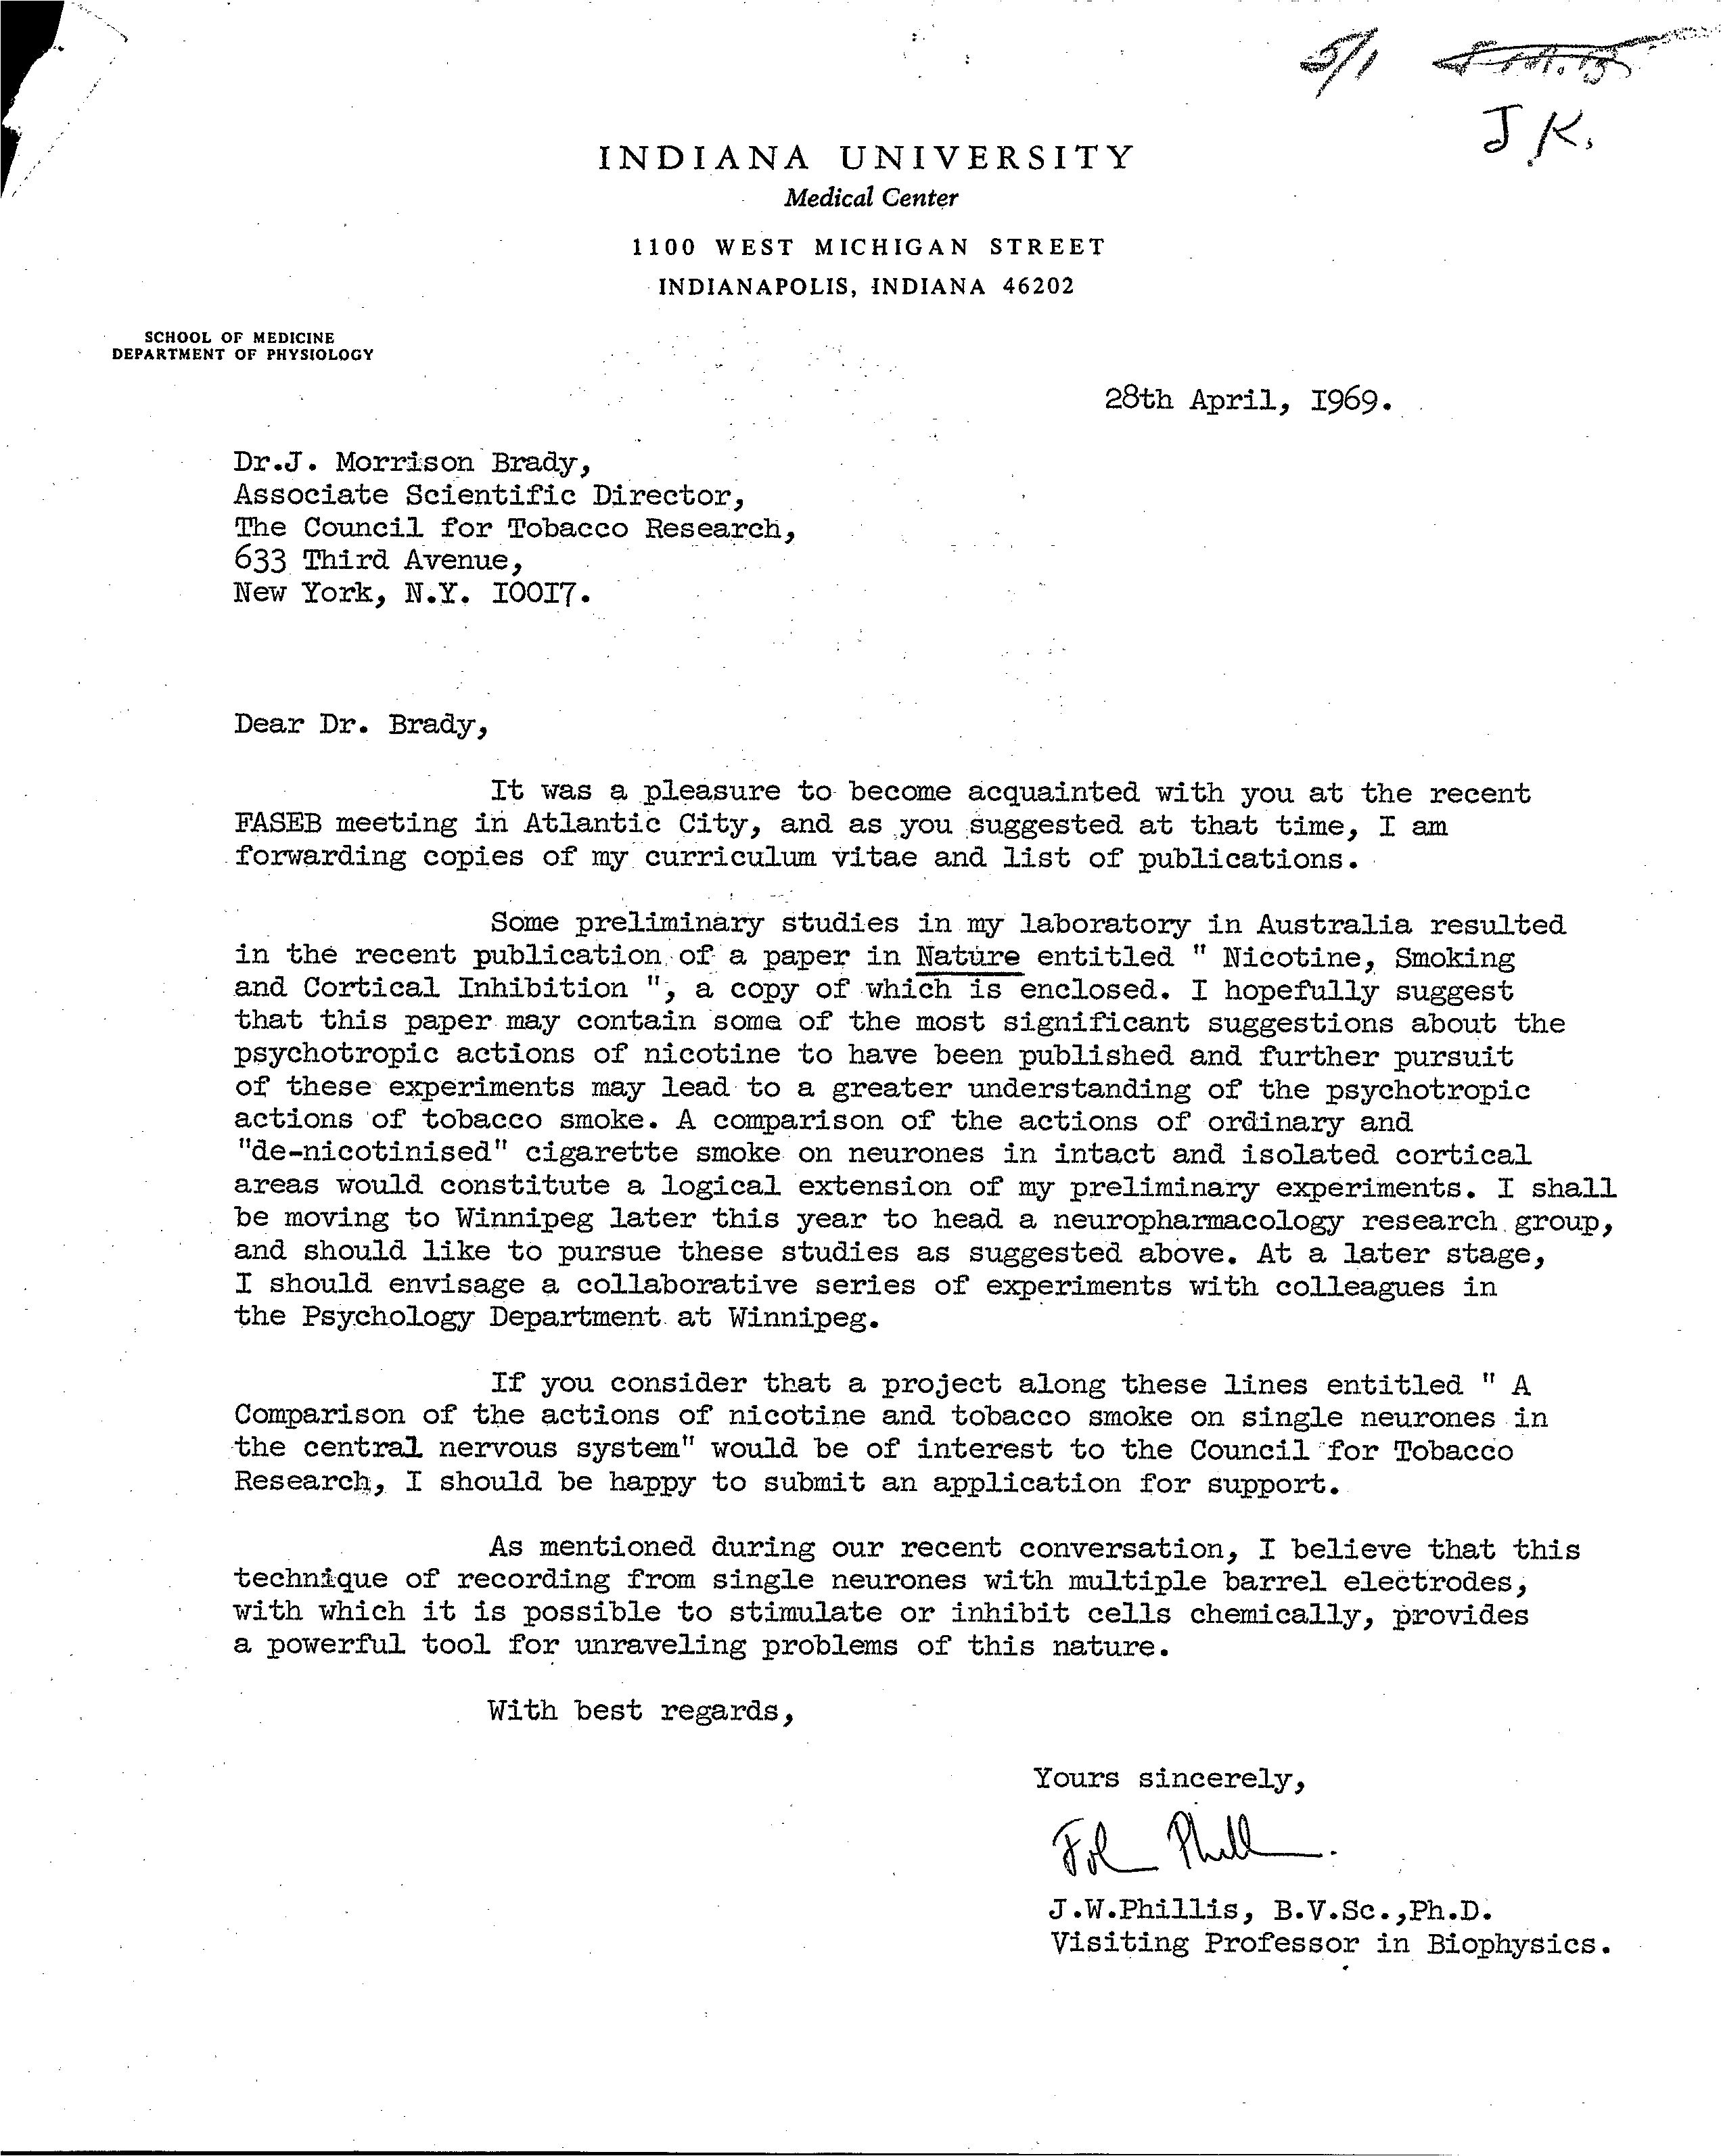 5/1
J.K.
INDIANA UNIVERSITY
Medical Center
1100 WEST MICHIGAN STREET
INDIANAPOLIS, INDIANA 46202
SCHOOL OF MEDICINE
DEPARTMENT OF PHYSIOLOGY
28th April, I969.
Dr.J. Morrison Brady,
Associate Scientific Director,
The Council for Tobacco Research,
633 Third Avenue,
New York, N.Y. I00I7.
Dear Dr. Brady,
It was a pleasure to become acquainted with you at the recent
FASEB meeting in Atlantic City, and as you suggested at that time, I am
forwarding copies of my curriculum vitae and list of publications.
Some preliminary studies in my laboratory in Australia resulted
in the recent publication of a paper in Nature entitled " Nicotine, Smoking
and Cortical Inhibition ", a copy of which is enclosed. I hopefully suggest
that this paper may contain some of the most significant suggestions about the
psychotropic actions of nicotine to have been published and further pursuit
of these experiments may lead to a greater understanding of the psychotropic
actions of tobacco smoke. A comparison of the actions of ordinary and
"de-nicotinised" cigarette smoke on neurones in intact and isolated cortical
areas would constitute a logical extension of my preliminary experiments. I shall
be moving to Winnipeg later this year to head a neuropharmacology research group,
and should like to pursue these studies as suggested above. At a later stage,
I should envisage a collaborative series of experiments with colleagues in
the Psychology Department at Winnipeg.
If you consider that a project along these lines entitled " A
Comparison of the actions of nicotine and tobacco smoke on single neurones in
the central nervous system" would be of interest to the Council for Tobacco
Research, I should be happy to submit an application for support.
As mentioned during our recent conversation, I believe that this
technique of recording from single neurones with multiple barrel electrodes,
with which it is possible to stimulate or inhibit cells chemically, provides
a powerful tool for unraveling problems of this nature.
With best regards,
Yours sincerely,
J.W.Phillis, B.V.Sc.,Ph.D.
Visiting Professor in Biophysics.